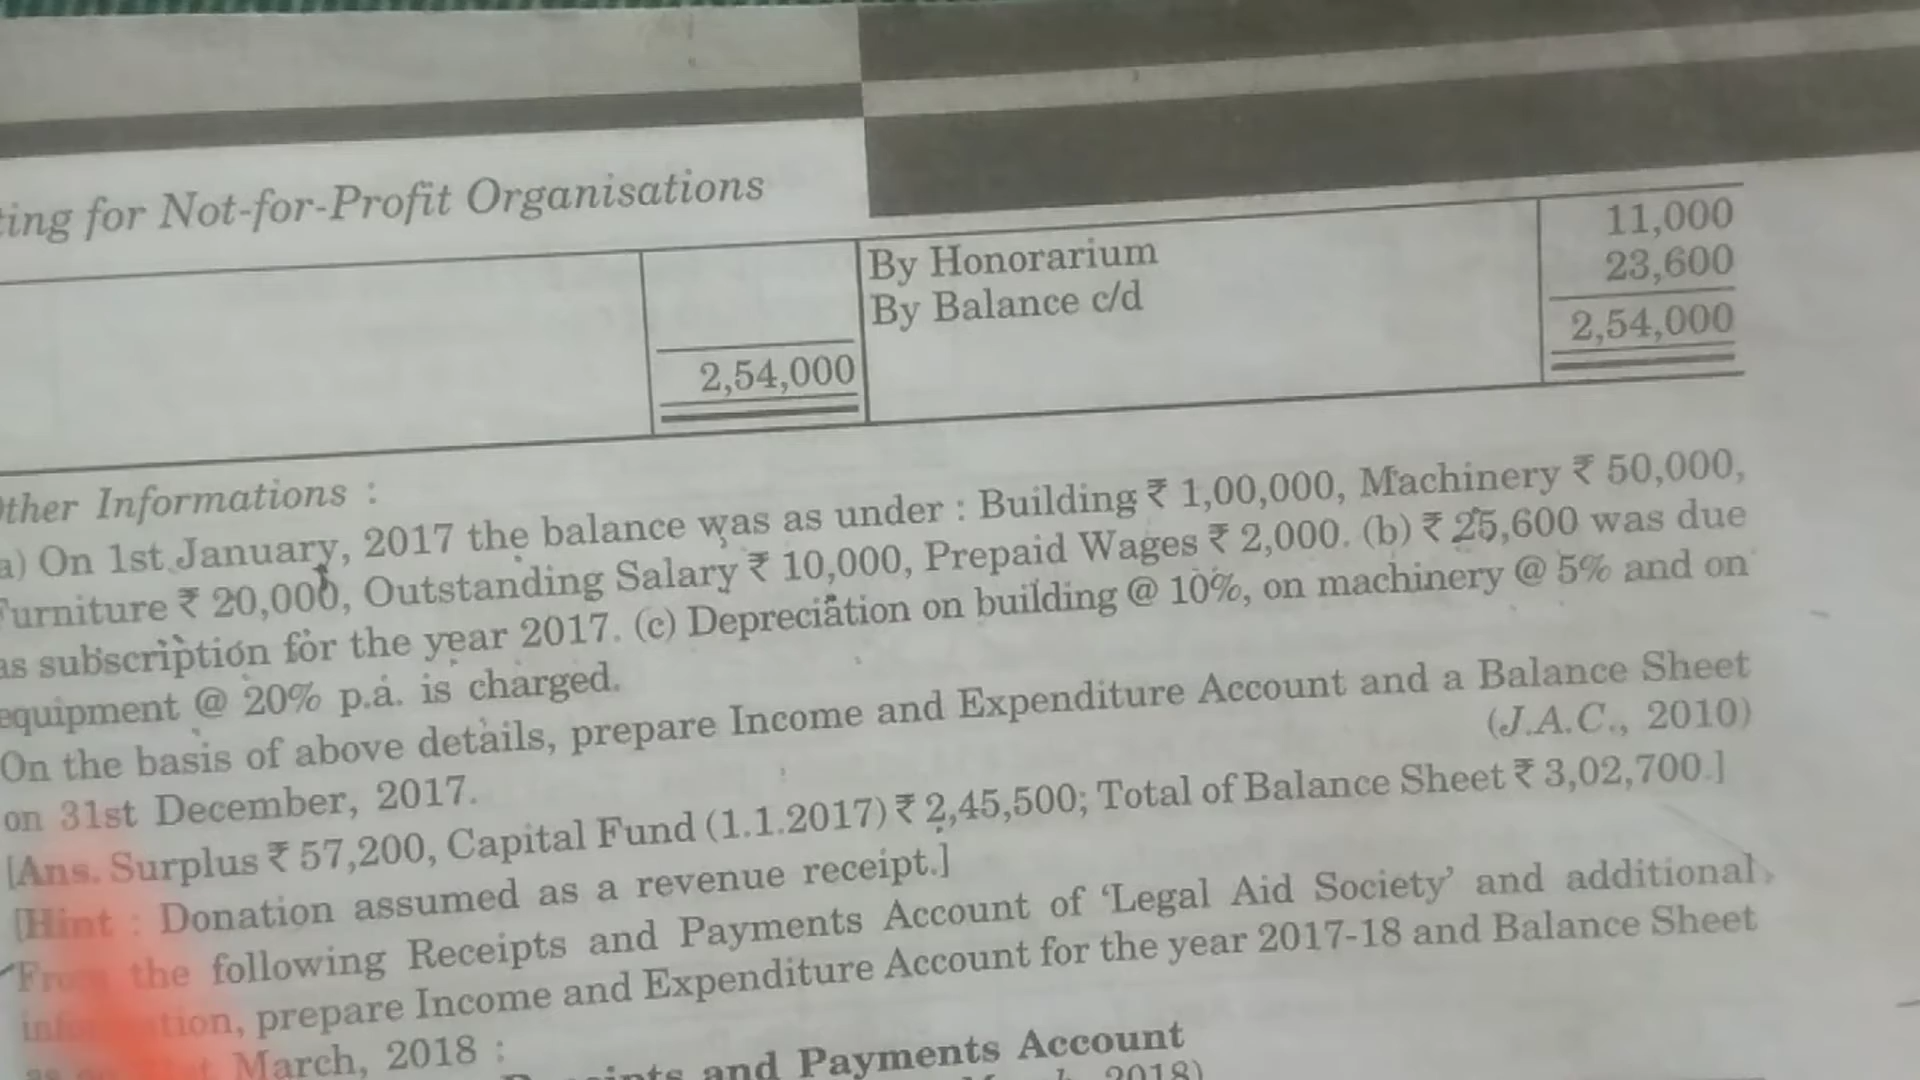 ing for Not-for-Profit Organisations
By Honorarium 11,000
By Balance c/d 23,600
2,54,000 2,54,000
ther Informations :
a) On 1st January, 2017 the balance was as under : Building ₹ 1,00,000, Machinery ₹ 50,000,
urniture ₹ 20,000, Outstanding Salary ₹ 10,000, Prepaid Wages ₹ 2,000. (b) ₹ 25,600 was due
as subscription for the year 2017. (c) Depreciation on building @ 10%, on machinery @ 5% and on
equipment @ 20% p.a. is charged.
On the basis of above details, prepare Income and Expenditure Account and a Balance Sheet
on 31st December, 2017. (J.A.C., 2010)
[Ans. Surplus ₹ 57,200, Capital Fund (1.1.2017) ₹ 2,45,500; Total of Balance Sheet ₹ 3,02,700.]
[Hint : Donation assumed as a revenue receipt.]
the following Receipts and Payments Account of ‘Legal Aid Society’ and additional
prepare Income and Expenditure Account for the year 2017-18 and Balance Sheet
March, 2018 :
and Payments Account
2018)